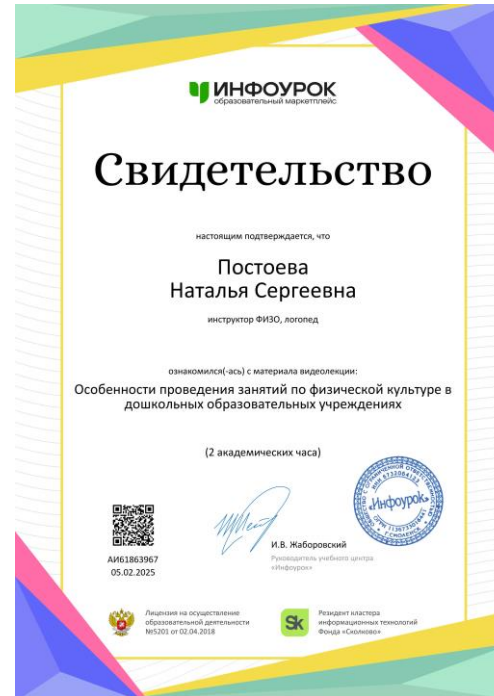 ИНФОУРОК
образовательный маркетплейс
Свидетельство
настоящим подтверждается, что
Постоева
Наталья Сергеевна
инструктор ФИЗО, логопед
ознакомился(-ась) с материала видеолекции:
Особенности проведения занятий по физической культуре в
дошкольных образовательных учреждениях
(2 академических часа)
АИ61863967
05.02.2025
И.В. Жаборовский
Руководитель учебного центра
«Инфоурок»
«Инфоурок»
Г.СМОЛЕНСК
Лицензия на осуществление
образовательной деятельности
№5201 от 02.04.2018
Sk
Резидент кластера
информационных технологий
Фонда «Сколково»